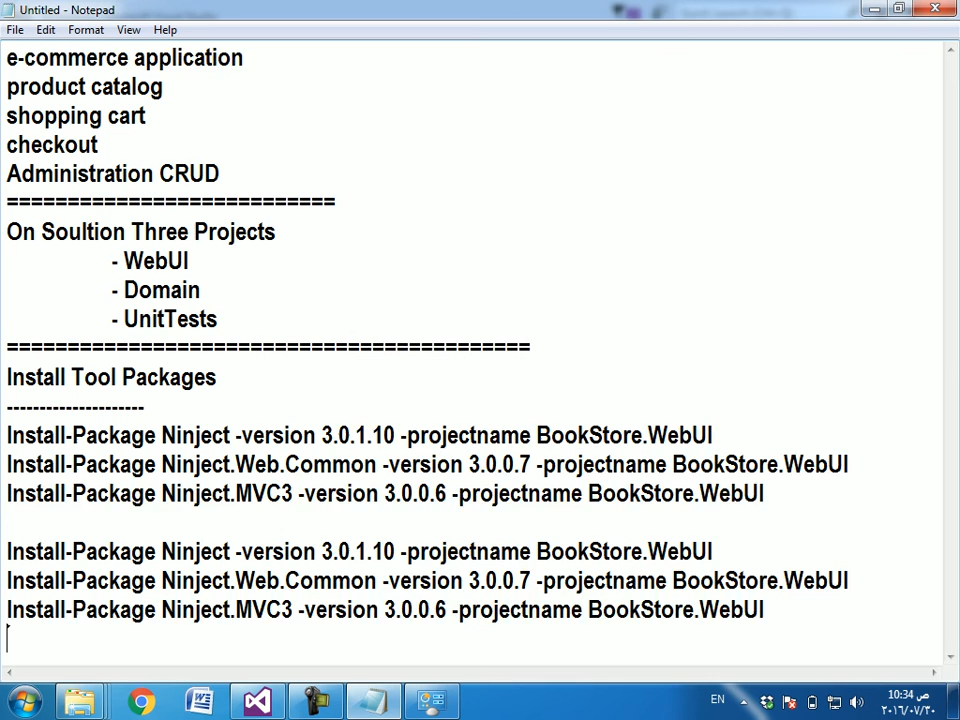 Untitled - Notepad
File Edit Format View Help
e-commerce application
product catalog
shopping cart
checkout
Administration CRUD
===========================
On Soultion Three Projects
- WebUI
- Domain
- UnitTests
===========================================
Install Tool Packages
---------------------
Install-Package Ninject -version 3.0.1.10 -projectname BookStore.WebUI
Install-Package Ninject.Web.Common -version 3.0.0.7 -projectname BookStore.WebUI
Install-Package Ninject.MVC3 -version 3.0.0.6 -projectname BookStore.WebUI
Install-Package Ninject -version 3.0.1.10 -projectname BookStore.WebUI
Install-Package Ninject.Web.Common -version 3.0.0.7 -projectname BookStore.WebUI
Install-Package Ninject.MVC3 -version 3.0.0.6 -projectname BookStore.WebUI
EN
10:34 ص
٢٠١٦/٠٧/٣٠